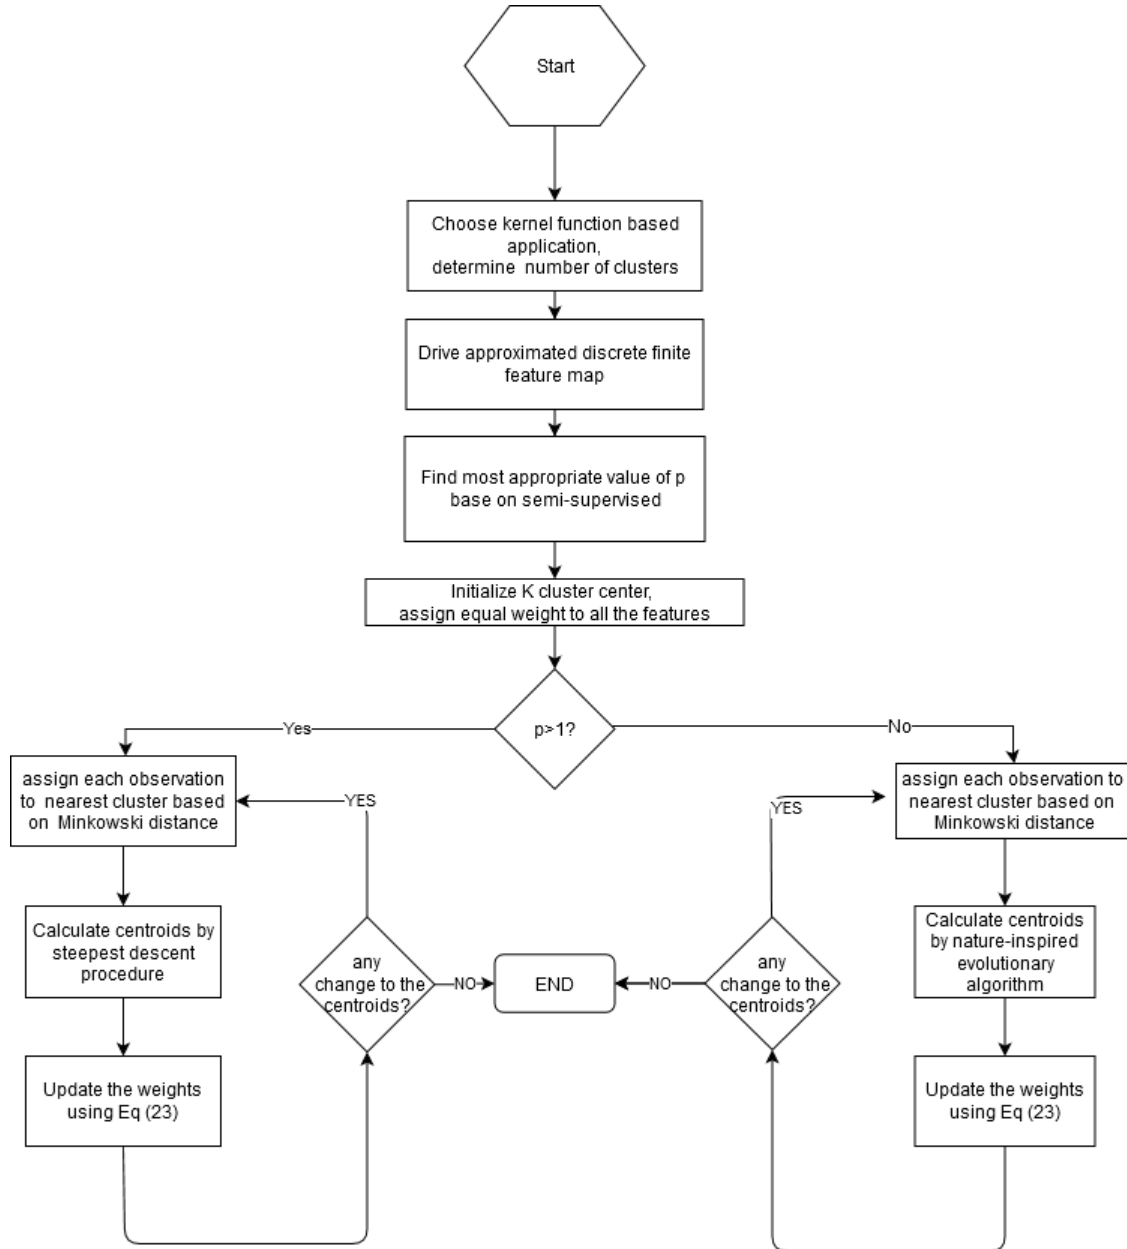 Start
Choose kernel function based
application,
determine number of clusters
Drive approximated discrete finite
feature map
Find most appropriate value of p
base on semi-supervised
Initialize K cluster center,
assign equal weight to all the features
p>1?
Yes
No
assign each observation
to nearest cluster based
on Minkowski distance
YES
YES
assign each observation to
nearest cluster based on
Minkowski distance
Calculate centroids by
steepest descent
procedure
any
change to the
centroids?
NO
END
NO
any
change to the
centroids?
Calculate centroids
by nature-inspired
evolutionary
algorithm
Update the weights
using Eq (23)
Update the weights
using Eq (23)